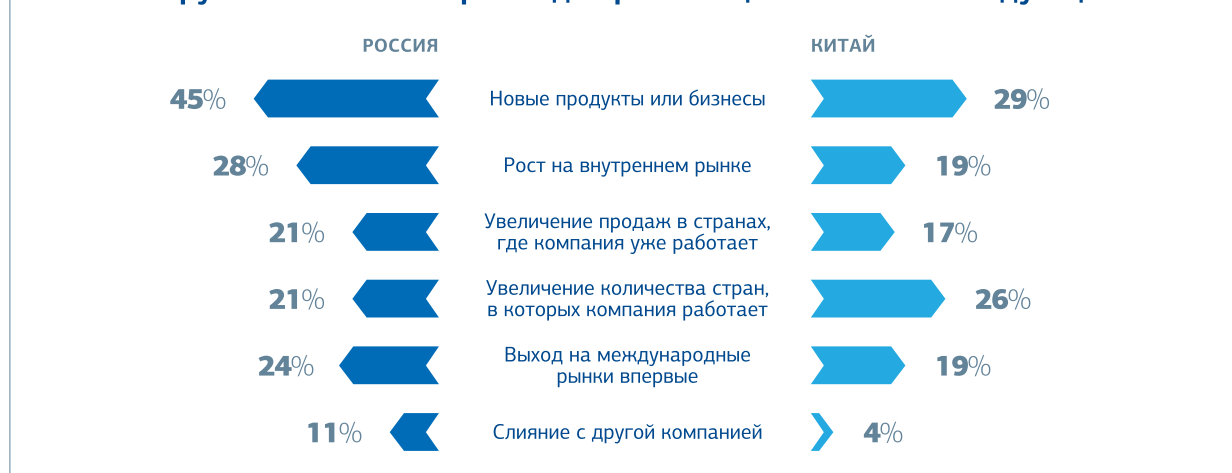 РОССИЯ КИТАЙ
45% Новые продукты или бизнесы 29%
28% Рост на внутреннем рынке 19%
21% Увеличение продаж в странах, 17%
где компания уже работает
21% Увеличение количества стран, 26%
в которых компания работает
24% Выход на международные 19%
рынки впервые
11% Слияние с другой компанией 4%